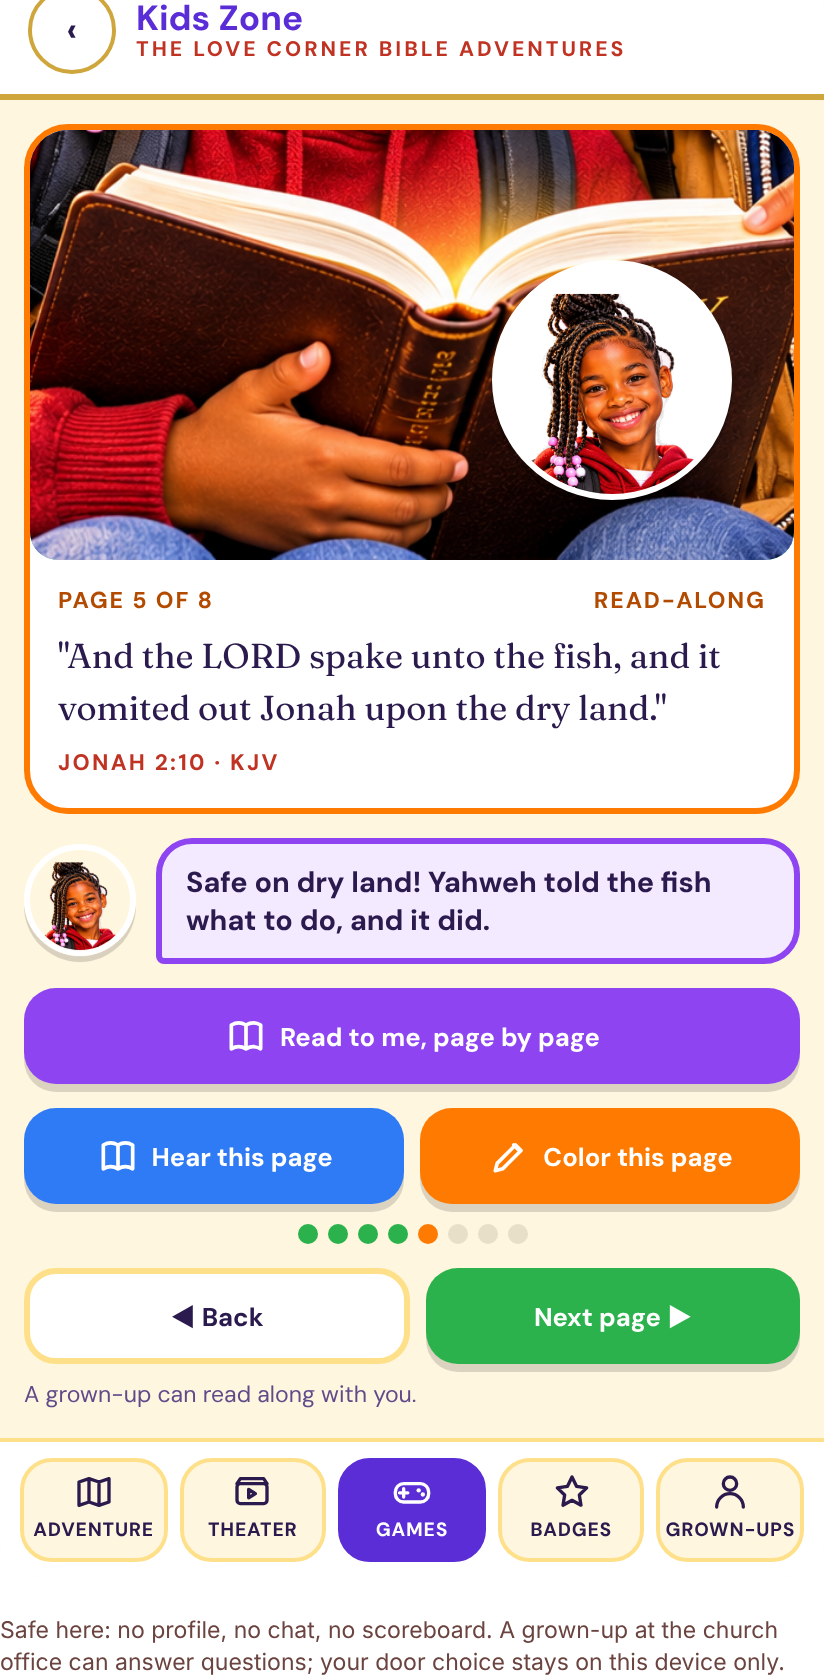 Kids Zone
THE LOVE CORNER BIBLE ADVENTURES
PAGE 5 OF 8
READ-ALONG
"And the LORD spake unto the fish, and it
vomited out Jonah upon the dry land."
JONAH 2:10 · KJV
Safe on dry land! Yahweh told the fish
what to do, and it did.
Read to me, page by page
Hear this page
Color this page
◀ Back
Next page ▶
A grown-up can read along with you.
ADVENTURE
THEATER
GAMES
BADGES
GROWN-UPS
Safe here: no profile, no chat, no scoreboard. A grown-up at the church
office can answer questions; your door choice stays on this device only.